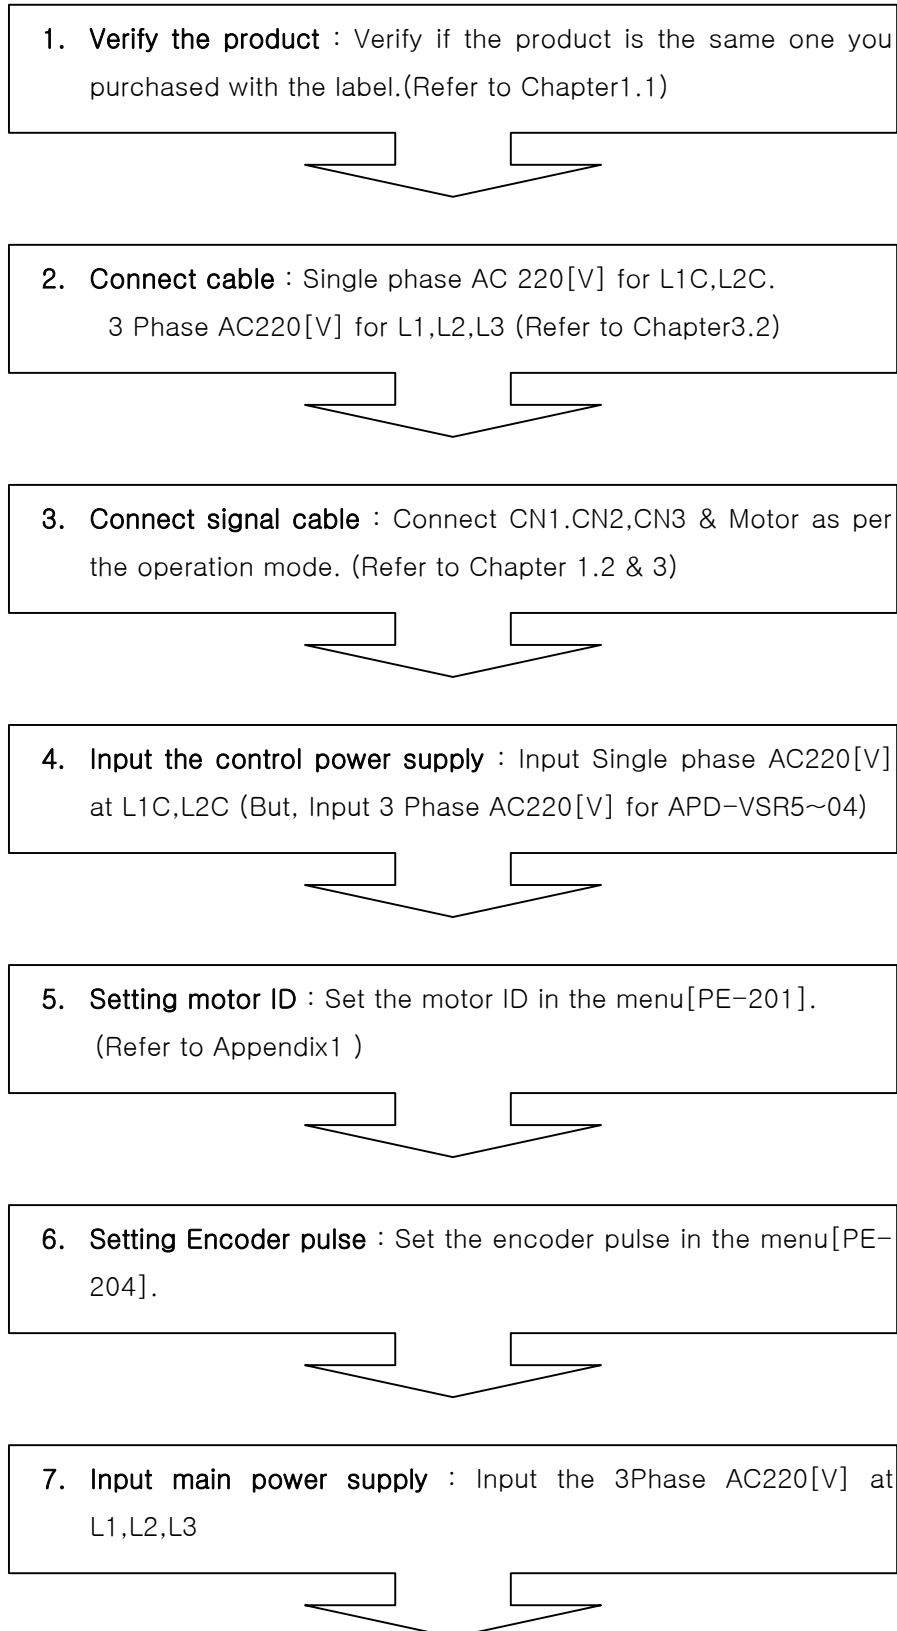 1. Verify the product : Verify if the product is the same one you
purchased with the label.(Refer to Chapter1.1)
2. Connect cable : Single phase AC 220[V] for L1C,L2C.
3 Phase AC220[V] for L1,L2,L3 (Refer to Chapter3.2)
3. Connect signal cable : Connect CN1.CN2,CN3 & Motor as per
the operation mode. (Refer to Chapter 1.2 & 3)
4. Input the control power supply : Input Single phase AC220[V]
at L1C,L2C (But, Input 3 Phase AC220[V] for APD-VSR5~04)
5. Setting motor ID : Set the motor ID in the menu[PE-201].
(Refer to Appendix1 )
6. Setting Encoder pulse : Set the encoder pulse in the menu[PE-
204].
7. Input main power supply : Input the 3Phase AC220[V] at
L1,L2,L3